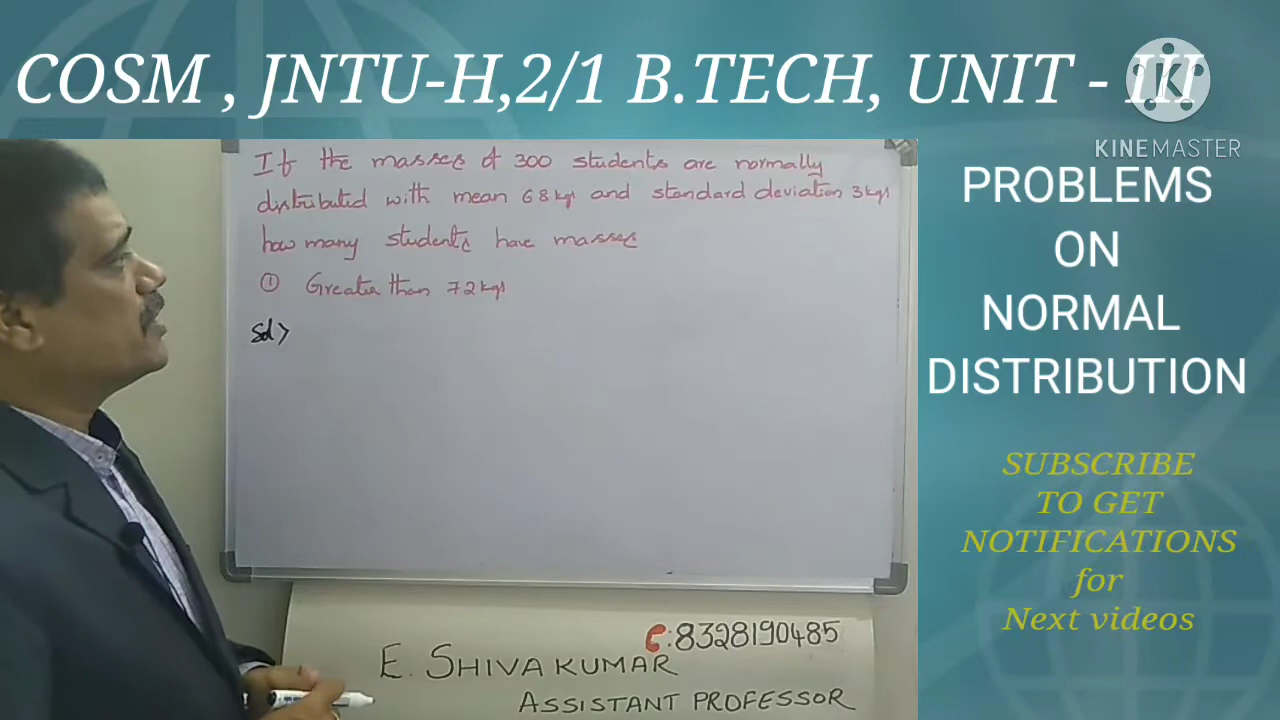 COSM , JNTU-H,2/1 B.TECH, UNIT - III
K
KINEMASTER
If the masses of 300 students are normally
distributed with mean 68 kgs and standard deviation 3 kgs
how many students have masses
① Greater than 72 kgs
Sol>
PROBLEMS
ON
NORMAL
DISTRIBUTION
SUBSCRIBE
TO GET
NOTIFICATIONS
for
Next videos
:8328190485
E. SHIVA KUMAR
ASSISTANT PROFESSOR